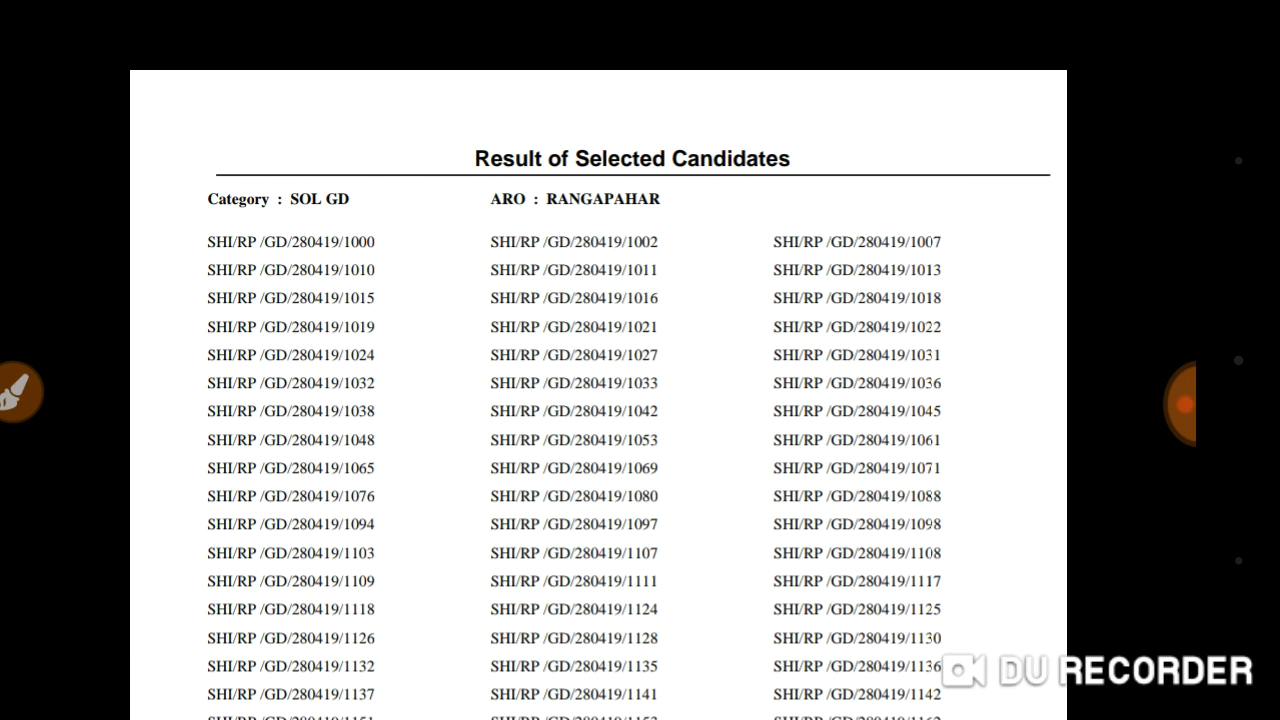 Result of Selected Candidates
Category : SOL GD ARO : RANGAPAHAR
SHI/RP /GD/280419/1000 SHI/RP /GD/280419/1002 SHI/RP /GD/280419/1007
SHI/RP /GD/280419/1010 SHI/RP /GD/280419/1011 SHI/RP /GD/280419/1013
SHI/RP /GD/280419/1015 SHI/RP /GD/280419/1016 SHI/RP /GD/280419/1018
SHI/RP /GD/280419/1019 SHI/RP /GD/280419/1021 SHI/RP /GD/280419/1022
SHI/RP /GD/280419/1024 SHI/RP /GD/280419/1027 SHI/RP /GD/280419/1031
SHI/RP /GD/280419/1032 SHI/RP /GD/280419/1033 SHI/RP /GD/280419/1036
SHI/RP /GD/280419/1038 SHI/RP /GD/280419/1042 SHI/RP /GD/280419/1045
SHI/RP /GD/280419/1048 SHI/RP /GD/280419/1053 SHI/RP /GD/280419/1061
SHI/RP /GD/280419/1065 SHI/RP /GD/280419/1069 SHI/RP /GD/280419/1071
SHI/RP /GD/280419/1076 SHI/RP /GD/280419/1080 SHI/RP /GD/280419/1088
SHI/RP /GD/280419/1094 SHI/RP /GD/280419/1097 SHI/RP /GD/280419/1098
SHI/RP /GD/280419/1103 SHI/RP /GD/280419/1107 SHI/RP /GD/280419/1108
SHI/RP /GD/280419/1109 SHI/RP /GD/280419/1111 SHI/RP /GD/280419/1117
SHI/RP /GD/280419/1118 SHI/RP /GD/280419/1124 SHI/RP /GD/280419/1125
SHI/RP /GD/280419/1126 SHI/RP /GD/280419/1128 SHI/RP /GD/280419/1130
SHI/RP /GD/280419/1132 SHI/RP /GD/280419/1135 SHI/RP /GD/280419/1136
DU RECORDER
SHI/RP /GD/280419/1137 SHI/RP /GD/280419/1141 SHI/RP /GD/280419/1142